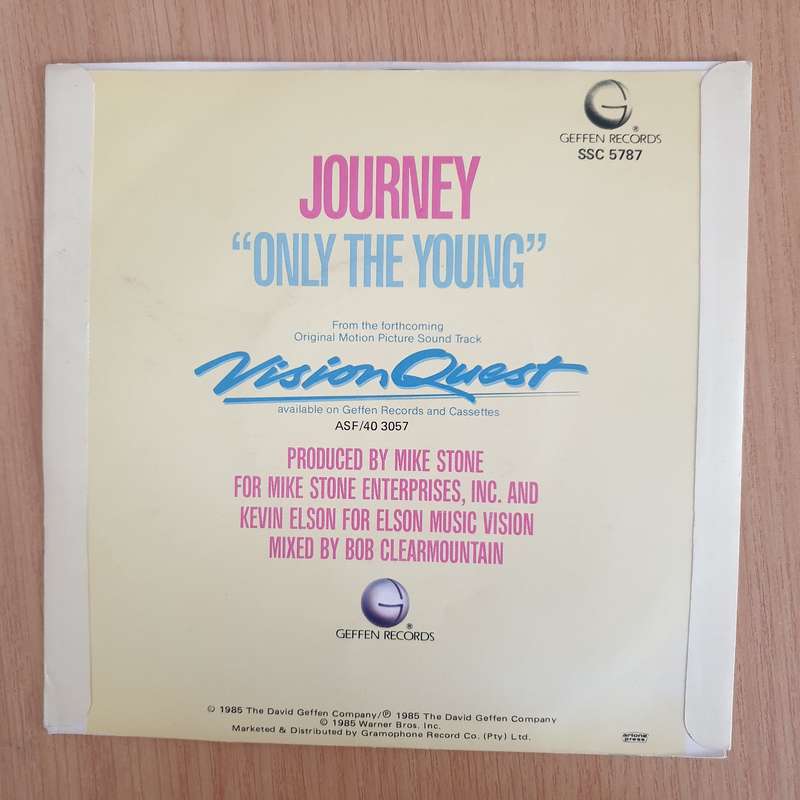 GEFFEN RECORDS ®
SSC 5787
JOURNEY
“ONLY THE YOUNG”
From the forthcoming
Original Motion Picture Sound Track
Vision Quest
available on Geffen Records and Cassettes
ASF/40 3057
PRODUCED BY MIKE STONE
FOR MIKE STONE ENTERPRISES, INC. AND
KEVIN ELSON FOR ELSON MUSIC VISION
MIXED BY BOB CLEARMOUNTAIN
GEFFEN RECORDS ®
© 1985 The David Geffen Company/℗ 1985 The David Geffen Company
© 1985 Warner Bros. Inc.
Marketed & Distributed by Gramophone Record Co. (Pty) Ltd.
artone
press